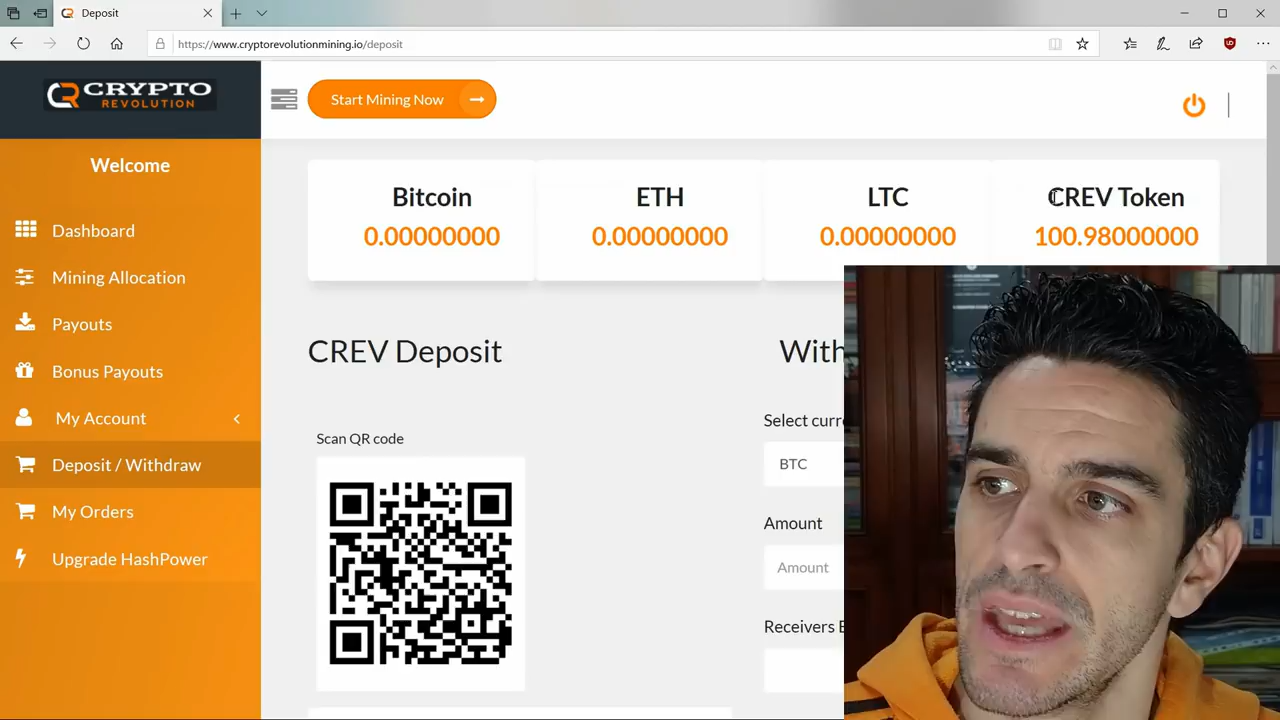 Deposit
https://www.cryptorevolutionmining.io/deposit
CRYPTO
REVOLUTION
Start Mining Now
Welcome
Dashboard
Mining Allocation
Payouts
Bonus Payouts
My Account
Deposit / Withdraw
My Orders
Upgrade HashPower
Bitcoin
0.00000000
ETH
0.00000000
LTC
0.00000000
CREV Token
100.98000000
CREV Deposit
Scan QR code
With
Select curr
BTC
Amount
Amount
Receivers